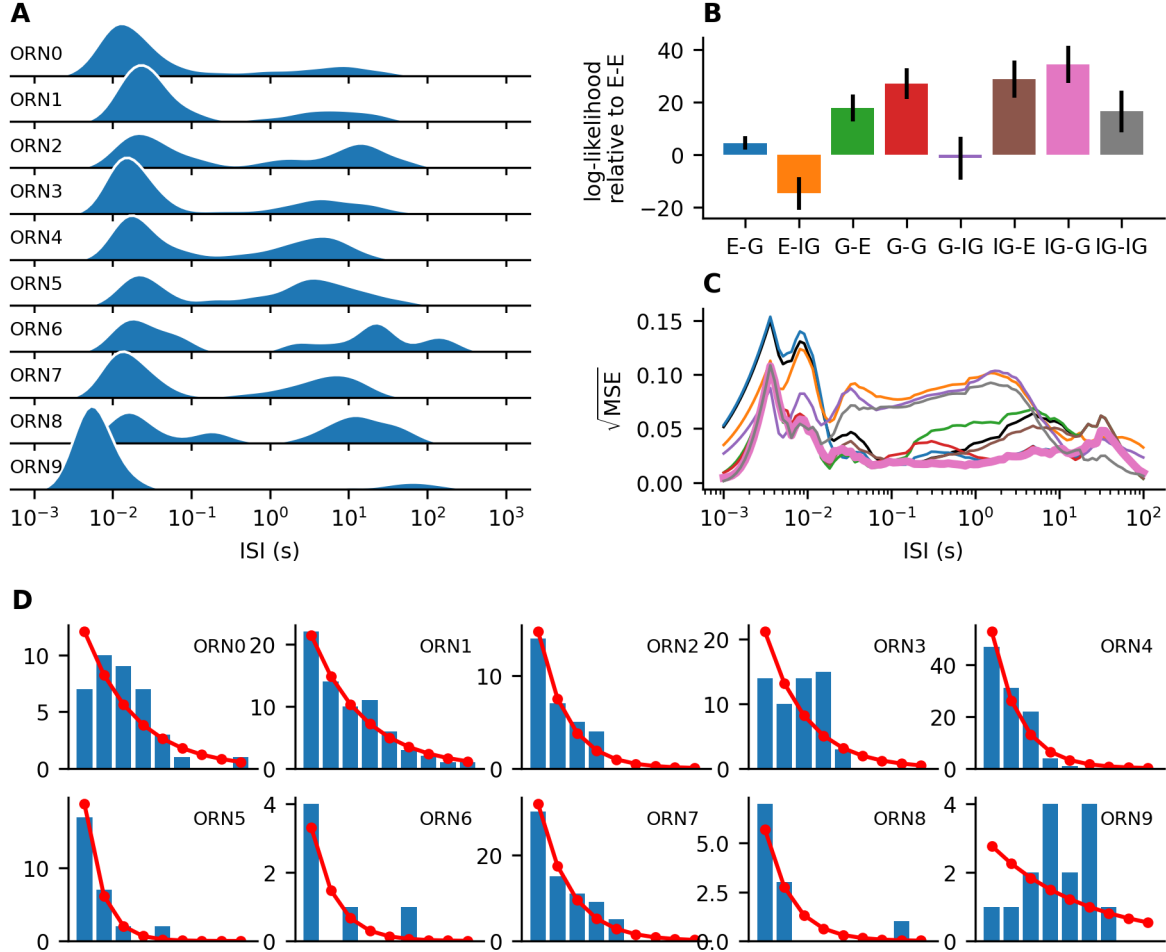 A
ORN0
ORN1
ORN2
ORN3
ORN4
ORN5
ORN6
ORN7
ORN8
ORN9
10⁻³ 10⁻² 10⁻¹ 10⁰ 10¹ 10² 10³
ISI (s)
B
log-likelihood
relative to E-E
40
20
0
−20
E-G E-IG G-E G-G G-IG IG-E IG-G IG-IG
C
√MSE
0.15
0.10
0.05
0.00
10⁻³ 10⁻² 10⁻¹ 10⁰ 10¹ 10²
ISI (s)
D
ORN0
10
5
0
ORN1
20
10
0
ORN2
10
0
ORN3
20
10
0
ORN4
40
20
0
ORN5
10
0
ORN6
4
2
0
ORN7
20
0
ORN8
5.0
2.5
0.0
ORN9
4
2
0